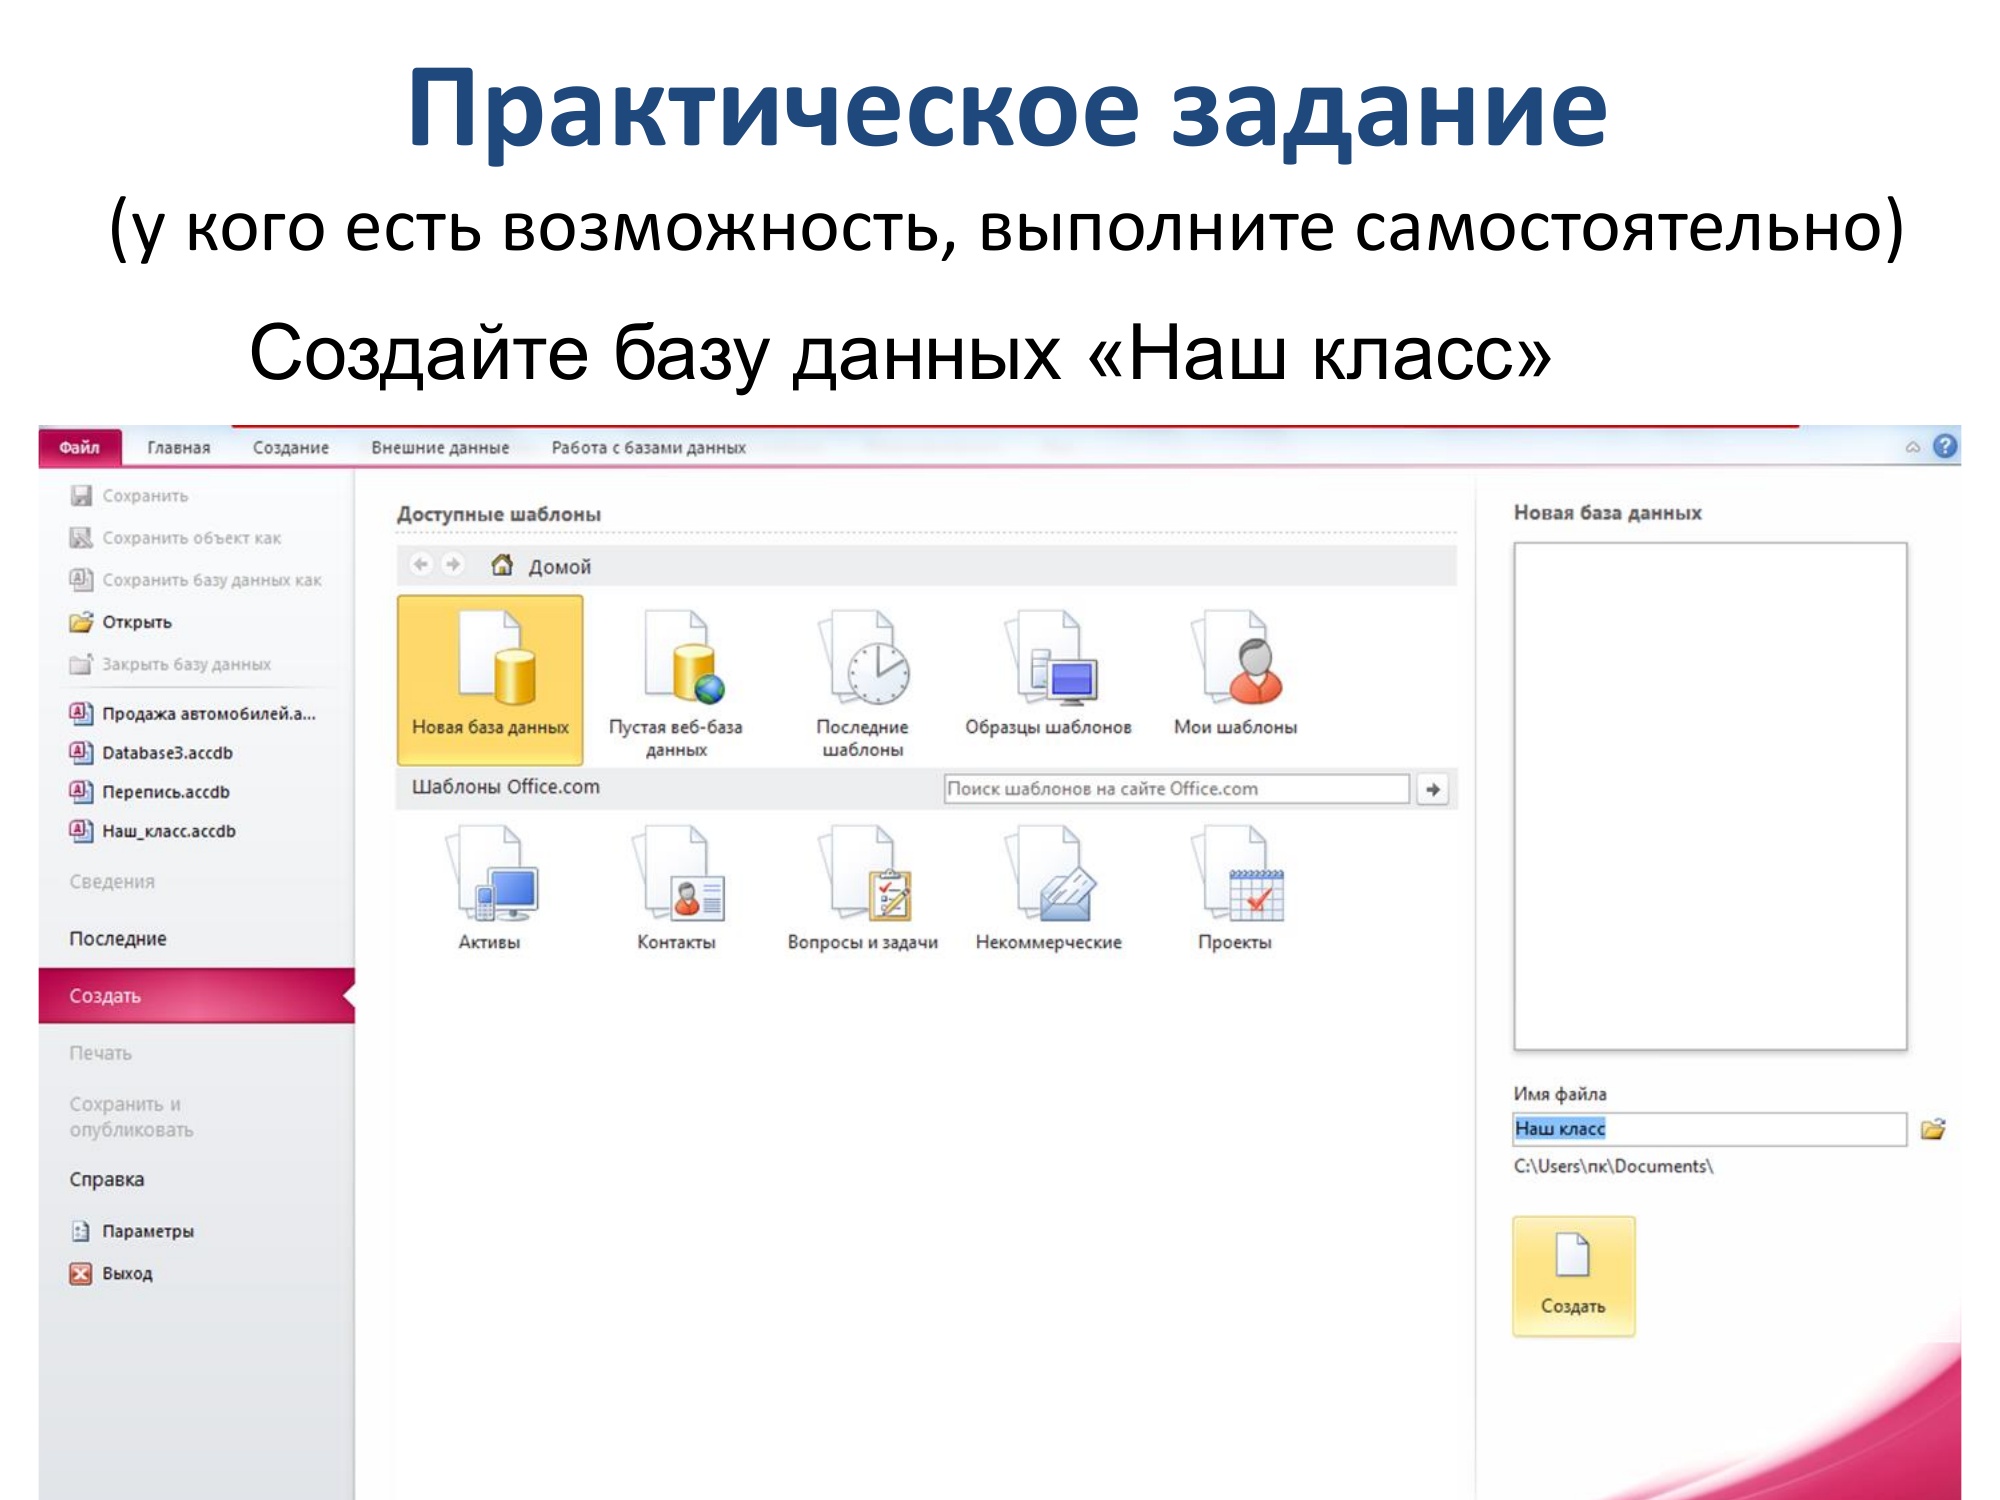 Практическое задание
(у кого есть возможность, выполните самостоятельно)
Создайте базу данных «Наш класс»
Файл Главная Создание Внешние данные Работа с базами данных
Сохранить
Сохранить объект как
Сохранить базу данных как
Открыть
Закрыть базу данных
Продажа автомобилей.a...
Database3.accdb
Перепись.accdb
Наш_класс.accdb
Сведения
Последние
Создать
Печать
Сохранить и
опубликовать
Справка
Параметры
Выход
Доступные шаблоны
Домой
Новая база данных
Пустая веб-база
данных
Последние
шаблоны
Образцы шаблонов
Мои шаблоны
Шаблоны Office.com
Поиск шаблонов на сайте Office.com
Активы
Контакты
Вопросы и задачи
Некоммерческие
Проекты
Новая база данных
Имя файла
Наш класс
C:\Users\пк\Documents\
Создать